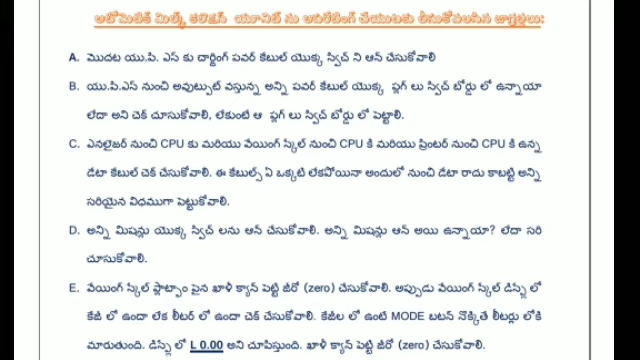 ఆటోమెటిక్ మిల్క్ కలెక్షన్ యూనిట్ ను ఆపరేటింగ్ చేయుటకు తీసుకోవలసిన జాగ్రత్తలు:
A. మొదట యు.పి. ఎస్ కు చార్జింగ్ పవర్ కేబుల్ యొక్క స్విచ్ ని ఆన్ చేసుకోవాలి
B. యు.పి.ఎస్ నుంచి అవుట్పుట్ వస్తున్న అన్ని పవర్ కేబుల్ యొక్క ప్లగ్ లు స్విచ్ బోర్డు లో ఉన్నాయా
లేదా అని చెక్ చూసుకోవాలి, లేకుంటే ఆ ప్లగ్ లు స్విచ్ బోర్డు లో పెట్టాలి.
C. ఎనలైజర్ నుంచి CPU కు మరియు వేయింగ్ స్కేల్ నుంచి CPU కి మరియు ప్రింటర్ నుంచి CPU కి ఉన్న
డేటా కేబుల్ చెక్ చేసుకోవాలి. ఈ కేబుల్స్ ఏ ఒక్కటి లేకపోయినా అందులో నుంచి డేటా రాదు కాబట్టి అన్ని
సరియైన విధముగా పెట్టుకోవాలి.
D. అన్ని మిషన్లు యొక్క స్విచ్ లను ఆన్ చేసుకోవాలి. అన్ని మిషన్లు ఆన్ అయి ఉన్నాయా? లేదా సరి
చూసుకోవాలి.
E. వేయింగ్ స్కేల్ ఫ్లాట్ఫాం పైన ఖాళీ క్యాన్ పెట్టి జీరో (zero) చేసుకోవాలి. అప్పుడు వేయింగ్ స్కేల్ డిస్ప్లే లో
కేజీ లో ఉందా లేక లీటర్ లో ఉందా చెక్ చేసుకోవాలి. కేజీల లో ఉంటే MODE బటన్ నొక్కితే లీటర్లు లోకి
మారుతుంది. డిస్ప్లే లో L 0.00 అని చూపిస్తుంది. ఖాళీ క్యాన్ పెట్టి జీరో (zero) చేసుకోవాలి.